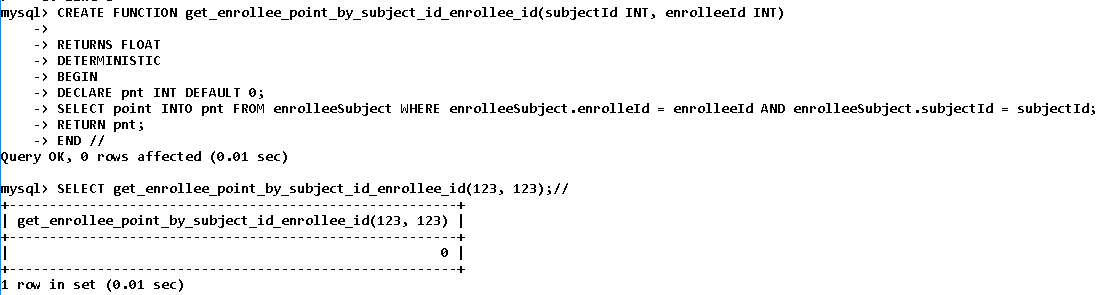 mysql> CREATE FUNCTION get_enrollee_point_by_subject_id_enrollee_id(subjectId INT, enrolleeId INT)
    ->
    -> RETURNS FLOAT
    -> DETERMINISTIC
    -> BEGIN
    -> DECLARE pnt INT DEFAULT 0;
    -> SELECT point INTO pnt FROM enrolleeSubject WHERE enrolleeSubject.enrolleId = enrolleeId AND enrolleeSubject.subjectId = subjectId;
    -> RETURN pnt;
    -> END //
Query OK, 0 rows affected (0.01 sec)
mysql> SELECT get_enrollee_point_by_subject_id_enrollee_id(123, 123);//
+--------------------------------------------------------+
| get_enrollee_point_by_subject_id_enrollee_id(123, 123) |
+--------------------------------------------------------+
|                                                      0 |
+--------------------------------------------------------+
1 row in set (0.01 sec)